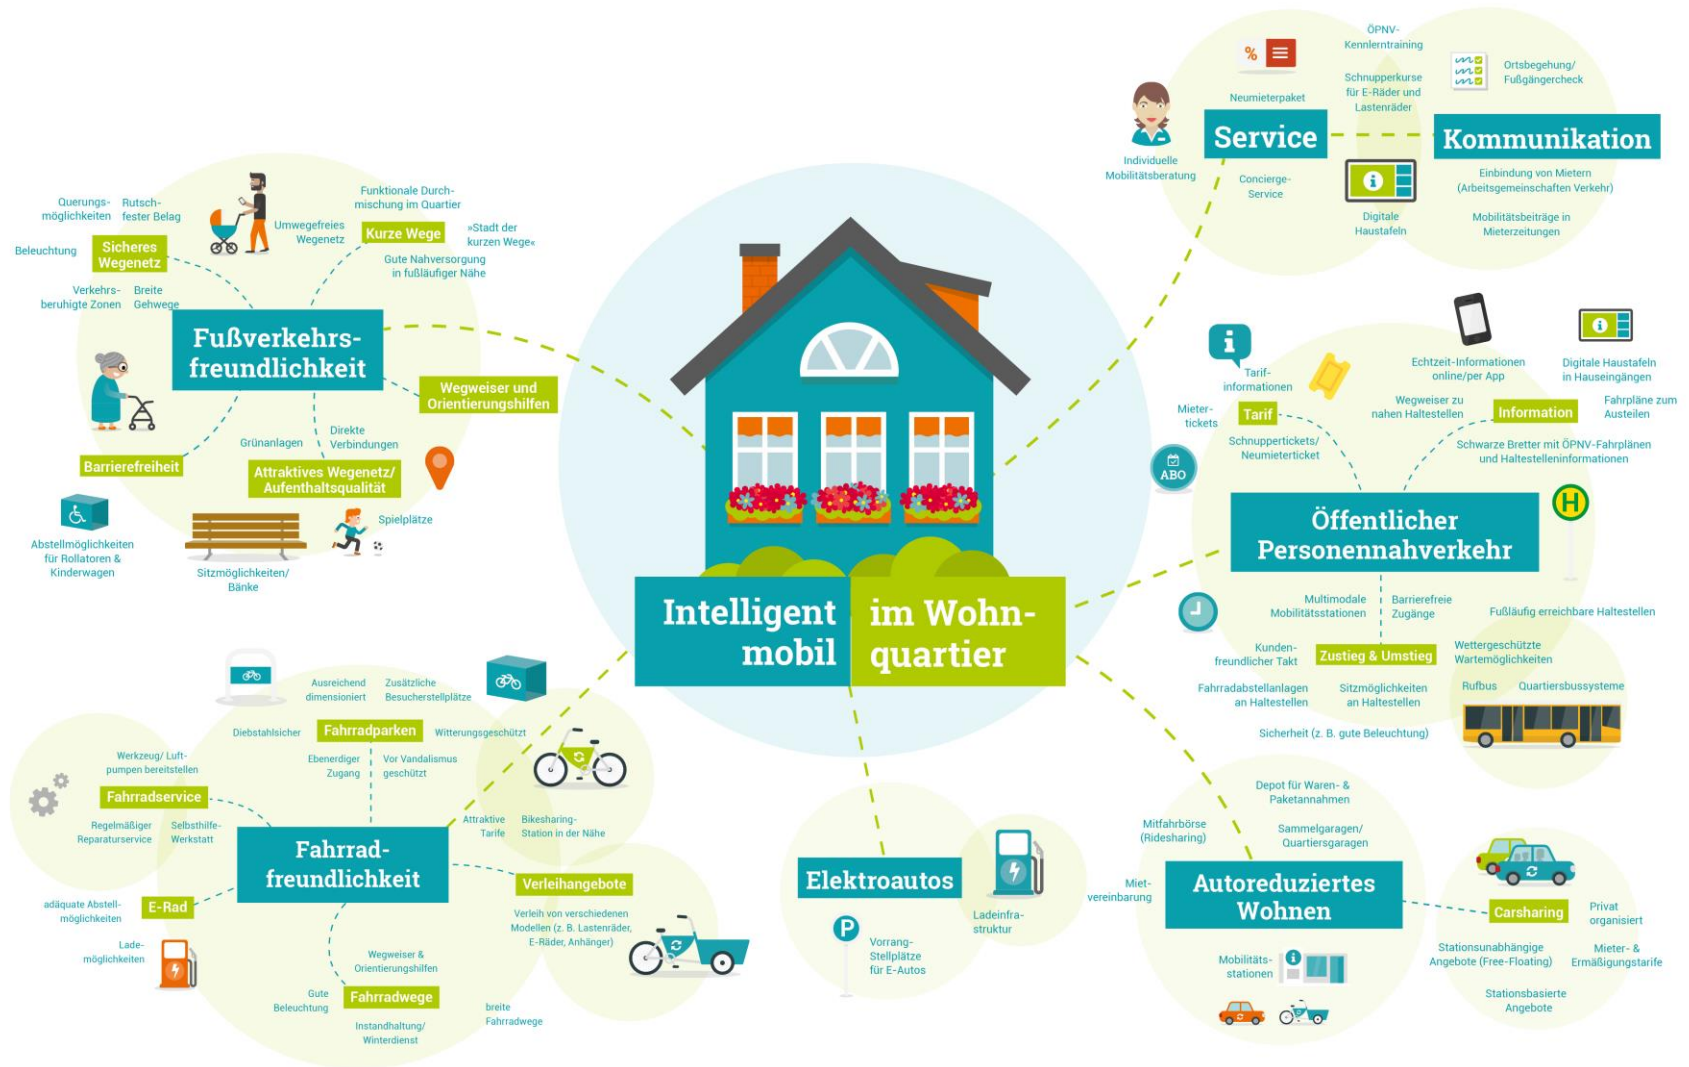 Intelligent
mobil
im Wohn-
quartier
Querungs-
möglichkeiten
Rutsch-
fester Belag
Beleuchtung
Sicheres
Wegenetz
Verkehrs-
beruhigte Zonen
Breite
Gehwege
Umwegefreies
Wegenetz
Funktionale Durch-
mischung im Quartier
Kurze Wege
»Stadt der
kurzen Wege«
Gute Nahversorgung
in fußläufiger Nähe
Fußverkehrs-
freundlichkeit
Wegweiser und
Orientierungshilfen
Barrierefreiheit
Abstellmöglichkeiten
für Rollatoren &
Kinderwagen
Grünanlagen
Direkte
Verbindungen
Attraktives Wegenetz/
Aufenthaltsqualität
Spielplätze
Sitzmöglichkeiten/
Bänke
Ausreichend
dimensioniert
Zusätzliche
Besucherstellplätze
Diebstahlsicher
Fahrradparken
Witterungsgeschützt
Ebenerdiger
Zugang
Vor Vandalismus
geschützt
Werkzeug/ Luft-
pumpen bereitstellen
Fahrradservice
Regelmäßiger
Reparaturservice
Selbsthilfe-
Werkstatt
Fahrrad-
freundlichkeit
Attraktive
Tarife
Bikesharing-
Station in der Nähe
Verleihangebote
Verleih von verschiedenen
Modellen (z. B. Lastenräder,
E-Räder, Anhänger)
adäquate Abstell-
möglichkeiten
E-Rad
Lade-
möglichkeiten
Wegweiser &
Orientierungshilfen
Gute
Beleuchtung
Fahrradwege
breite
Fahrradwege
Instandhaltung/
Winterdienst
Elektroautos
Ladeinfra-
struktur
P
Vorrang-
Stellplätze
für E-Autos
%
Neumieterpaket
ÖPNV-
Kennlerntraining
Schnupperkurse
für E-Räder und
Lastenräder
Service
Individuelle
Mobilitätsberatung
Concierge-
Service
i
Digitale
Haustafeln
Ortsbegehung/
Fußgängercheck
Kommunikation
Einbindung von Mietern
(Arbeitsgemeinschaften Verkehr)
Mobilitätsbeiträge in
Mieterzeitungen
i
Tarif-
informationen
Mieter-
tickets
Tarif
Schnuppertickets/
Neumieterticket
ABO
Echtzeit-Informationen
online/per App
i
Digitale Haustafeln
in Hauseingängen
Wegweiser zu
nahen Haltestellen
Information
Fahrpläne zum
Austeilen
Schwarze Bretter mit ÖPNV-Fahrplänen
und Haltestelleninformationen
H
Öffentlicher
Personennahverkehr
Multimodale
Mobilitätsstationen
Barrierefreie
Zugänge
Fußläufig erreichbare Haltestellen
Kunden-
freundlicher Takt
Zustieg & Umstieg
Wettergeschützte
Wartemöglichkeiten
Fahrradabstellanlagen
an Haltestellen
Sitzmöglichkeiten
an Haltestellen
Rufbus
Quartiersbussysteme
Sicherheit (z. B. gute Beleuchtung)
Depot für Waren- &
Paketannahmen
Mitfahrbörse
(Ridesharing)
Sammelgaragen/
Quartiersgaragen
Miet-
vereinbarung
Autoreduziertes
Wohnen
Mobilitäts-
stationen
i
Carsharing
Privat
organisiert
Stationsunabhängige
Angebote (Free-Floating)
Mieter- &
Ermäßigungstarife
Stationsbasierte
Angebote